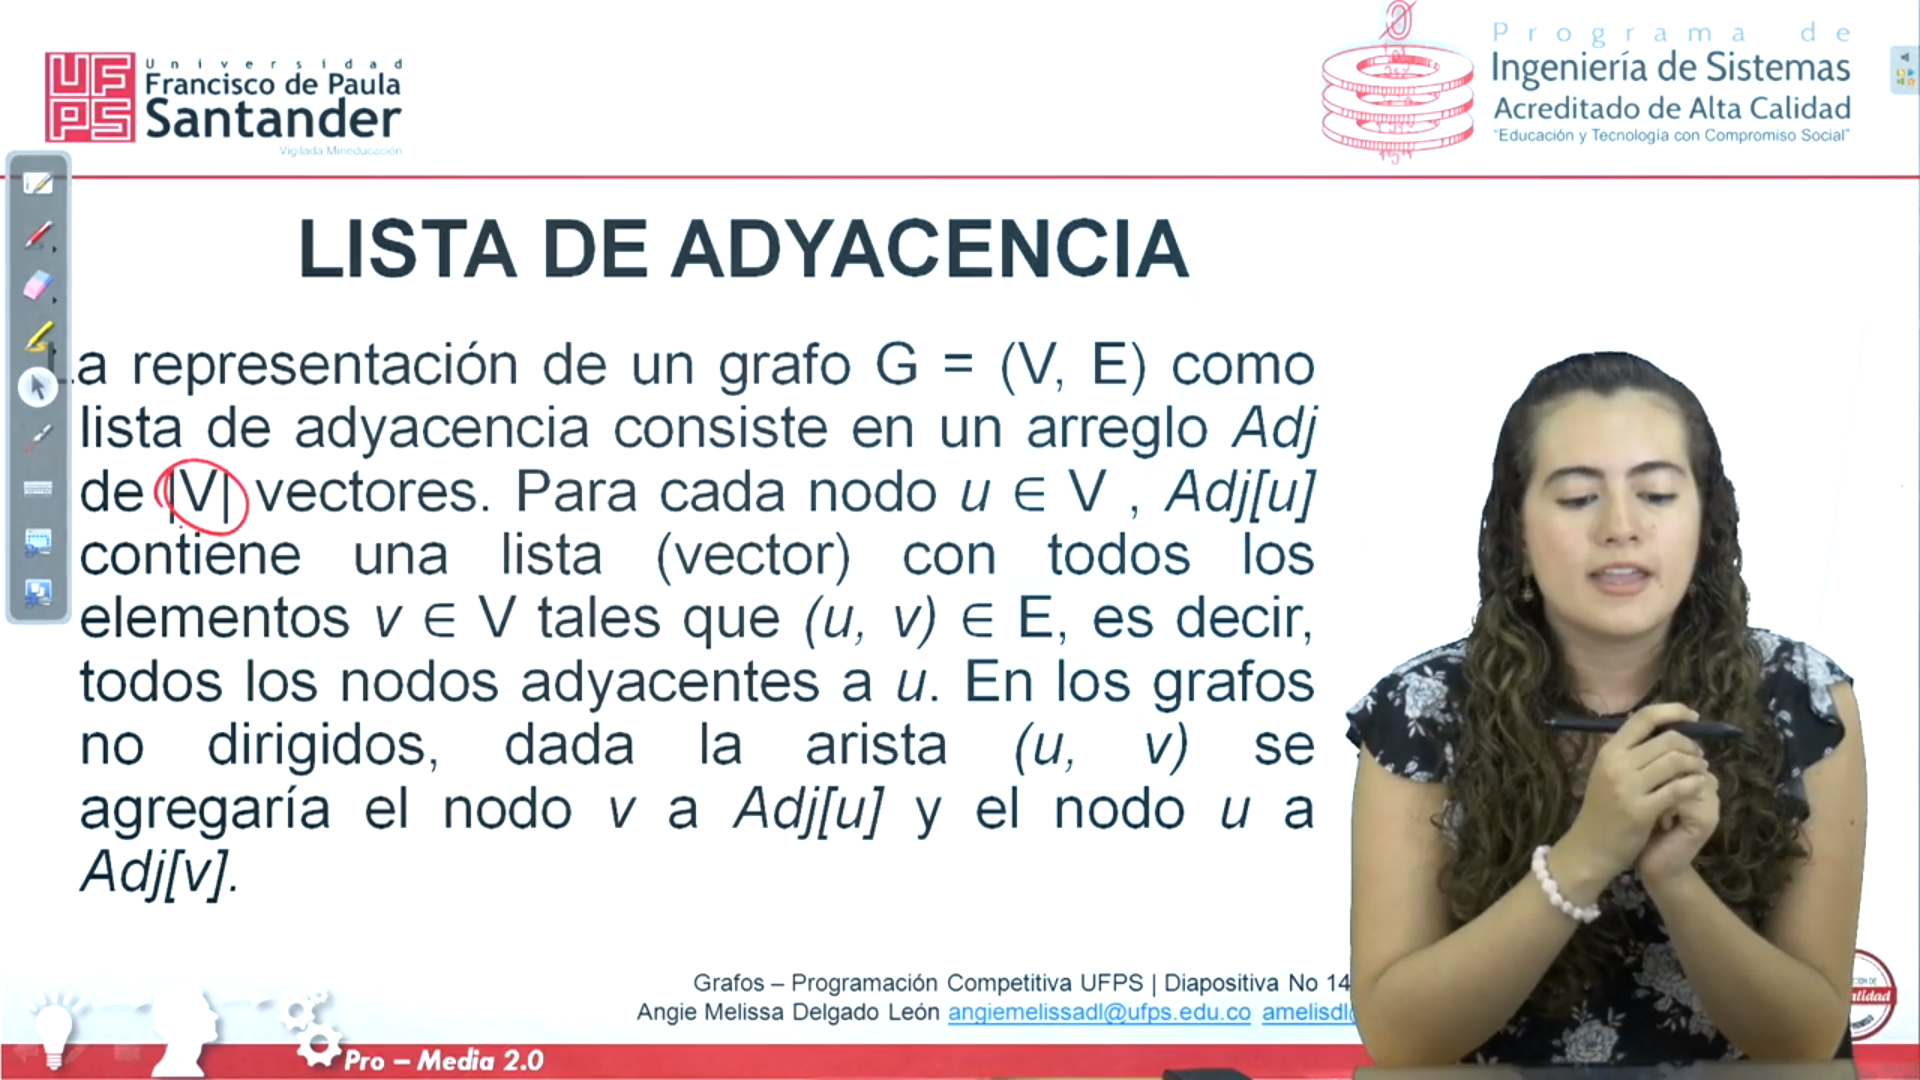 Universidad
Francisco de Paula
Santander
Vigilada Mineducación
Programa de
Ingeniería de Sistemas
Acreditado de Alta Calidad
"Educación y Tecnología con Compromiso Social"
LISTA DE ADYACENCIA
La representación de un grafo G = (V, E) como
lista de adyacencia consiste en un arreglo Adj
de |V| vectores. Para cada nodo u ∈ V , Adj[u]
contiene una lista (vector) con todos los
elementos v ∈ V tales que (u, v) ∈ E, es decir,
todos los nodos adyacentes a u. En los grafos
no dirigidos, dada la arista (u, v) se
agregaría el nodo v a Adj[u] y el nodo u a
Adj[v].
Grafos – Programación Competitiva UFPS | Diapositiva No 14
Angie Melissa Delgado León angiemelissadl@ufps.edu.co amelisdl@
Pro – Media 2.0